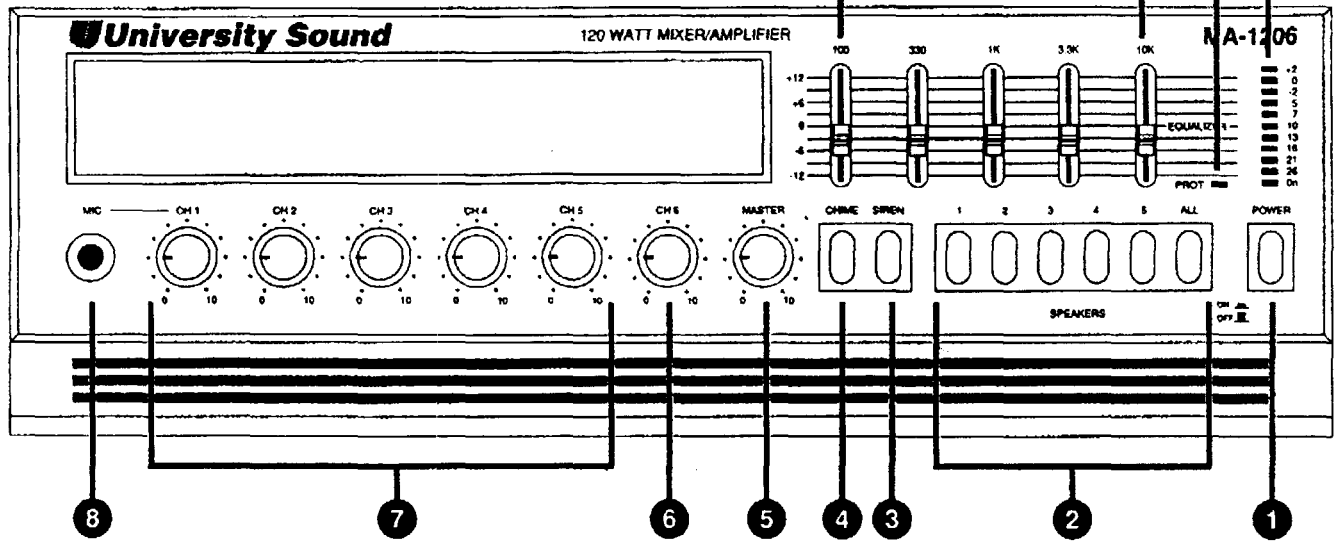 University Sound
120 WATT MIXER/AMPLIFIER
MA-1206
100 330 1K 3.3K 10K
+12
+6
0
-6
-12
EQUALIZER
PROT
+2
0
-2
5
7
10
13
16
21
26
On
MIC CH 1 CH 2 CH 3 CH 4 CH 5 CH 6 MASTER CHIME SIREN 1 2 3 4 5 ALL POWER
0 10 0 10 0 10 0 10 0 10 0 10 0 10
SPEAKERS
ON
OFF
8 7 6 5 4 3 2 1